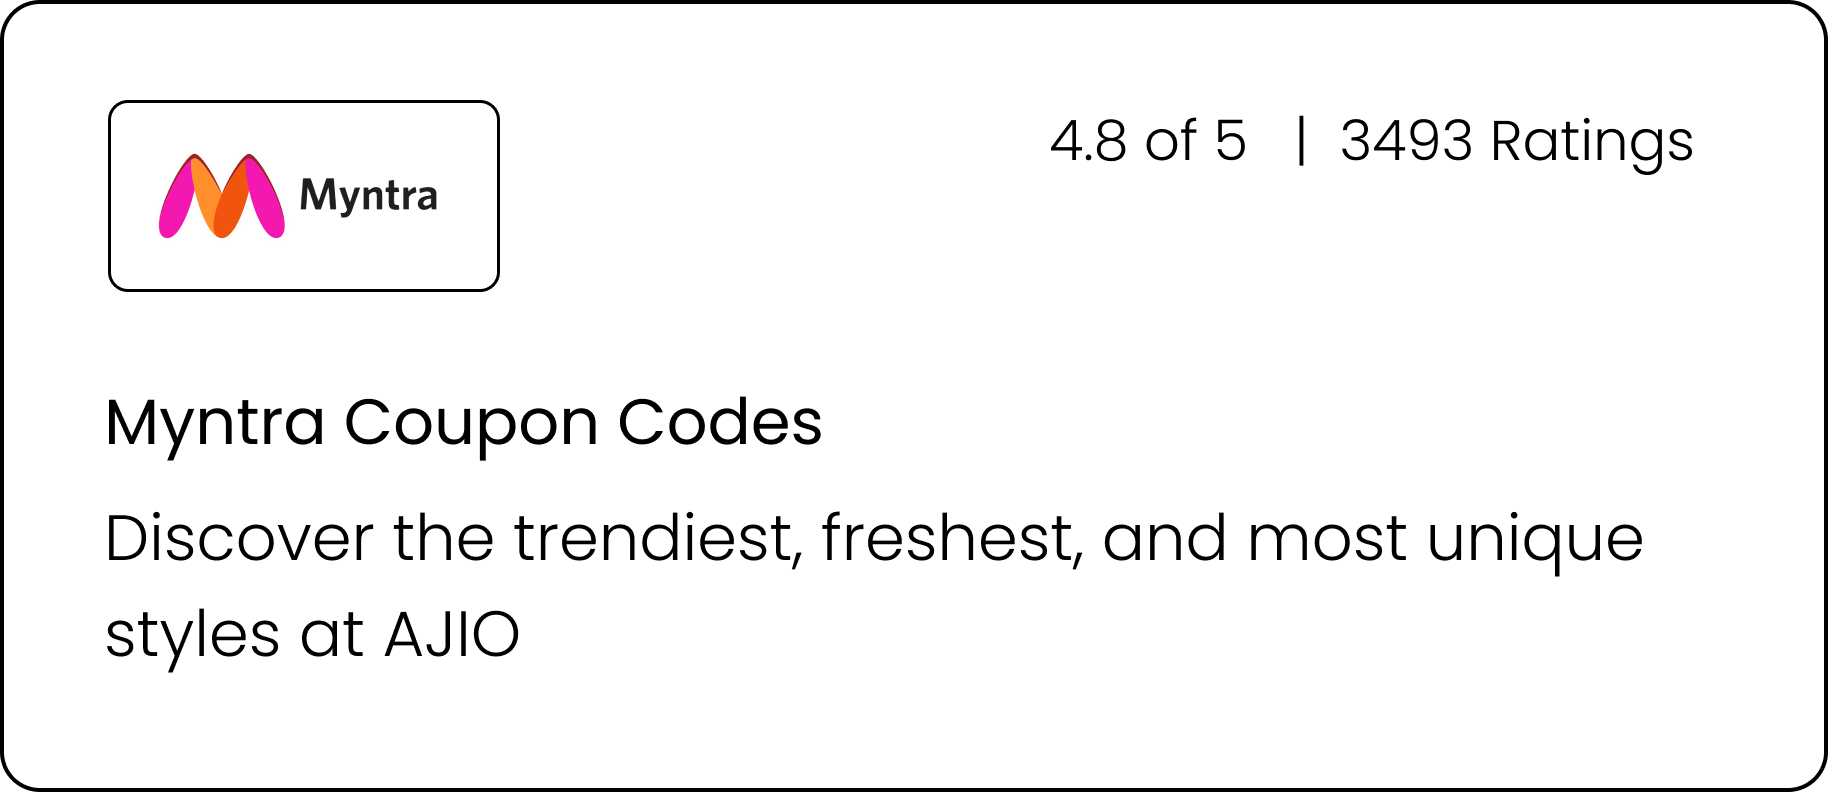 Myntra
4.8 of 5 | 3493 Ratings
Myntra Coupon Codes
Discover the trendiest, freshest, and most unique
styles at AJIO